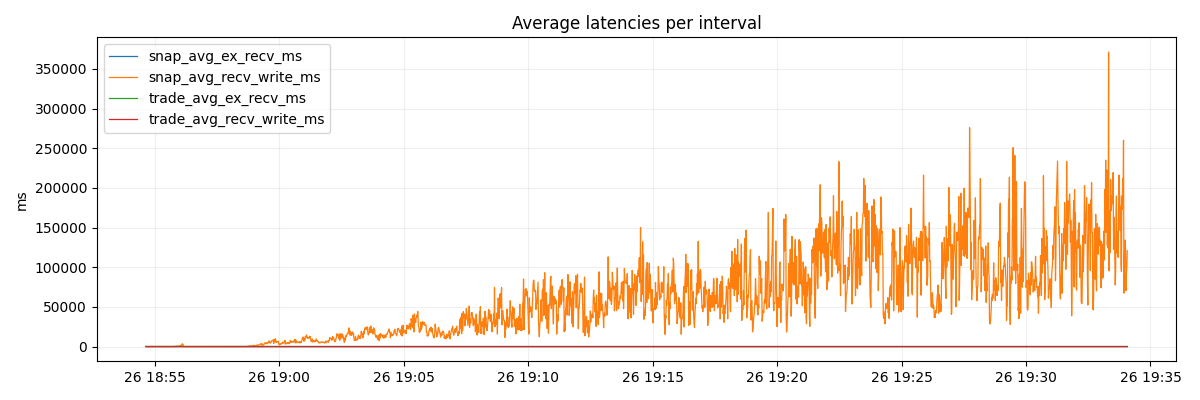 Average latencies per interval
snap_avg_ex_recv_ms
snap_avg_recv_write_ms
trade_avg_ex_recv_ms
trade_avg_recv_write_ms
ms
350000
300000
250000
200000
150000
100000
50000
0
26 18:55
26 19:00
26 19:05
26 19:10
26 19:15
26 19:20
26 19:25
26 19:30
26 19:35